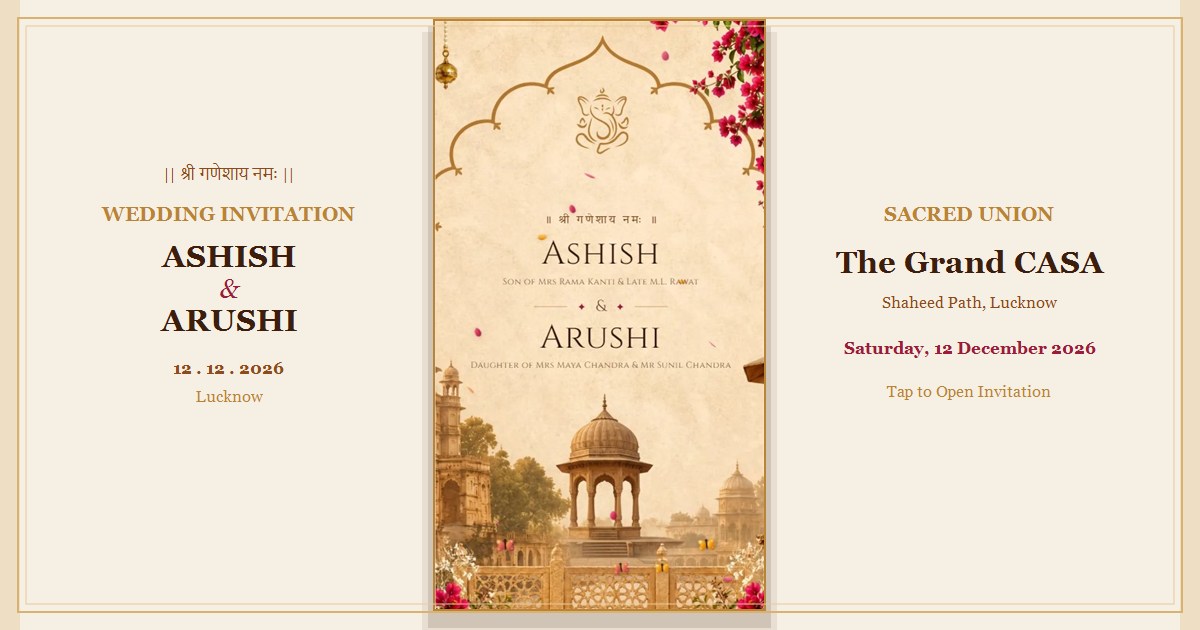 || श्री गणेशाय नमः ||
WEDDING INVITATION
ASHISH
&
ARUSHI
12 . 12 . 2026
Lucknow
॥ श्री गणेशाय नमः ॥
ASHISH
SON OF MRS RAMA KANTI & LATE M.L. RAWAT
&
ARUSHI
DAUGHTER OF MRS MAYA CHANDRA & MR SUNIL CHANDRA
SACRED UNION
The Grand CASA
Shaheed Path, Lucknow
Saturday, 12 December 2026
Tap to Open Invitation